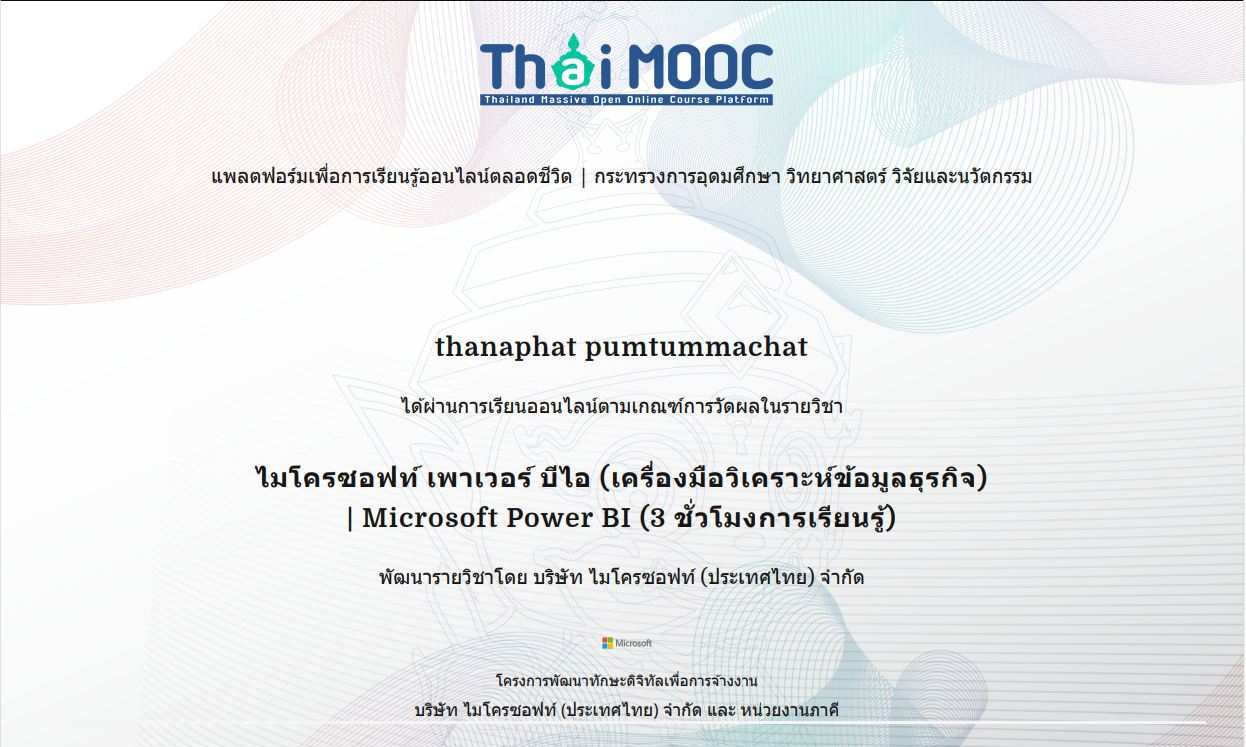 Thai MOOC
Thailand Massive Open Online Course Platform
แพลตฟอร์มเพื่อการเรียนรู้ออนไลน์ตลอดชีวิต | กระทรวงการอุดมศึกษา วิทยาศาสตร์ วิจัยและนวัตกรรม
thanaphat pumtummachat
ได้ผ่านการเรียนออนไลน์ตามเกณฑ์การวัดผลในรายวิชา
ไมโครซอฟท์ เพาเวอร์ บีไอ (เครื่องมือวิเคราะห์ข้อมูลธุรกิจ)
| Microsoft Power BI (3 ชั่วโมงการเรียนรู้)
พัฒนารายวิชาโดย บริษัท ไมโครซอฟท์ (ประเทศไทย) จำกัด
Microsoft
โครงการพัฒนาทักษะดิจิทัลเพื่อการจ้างงาน
บริษัท ไมโครซอฟท์ (ประเทศไทย) จำกัด และ หน่วยงานภาคี